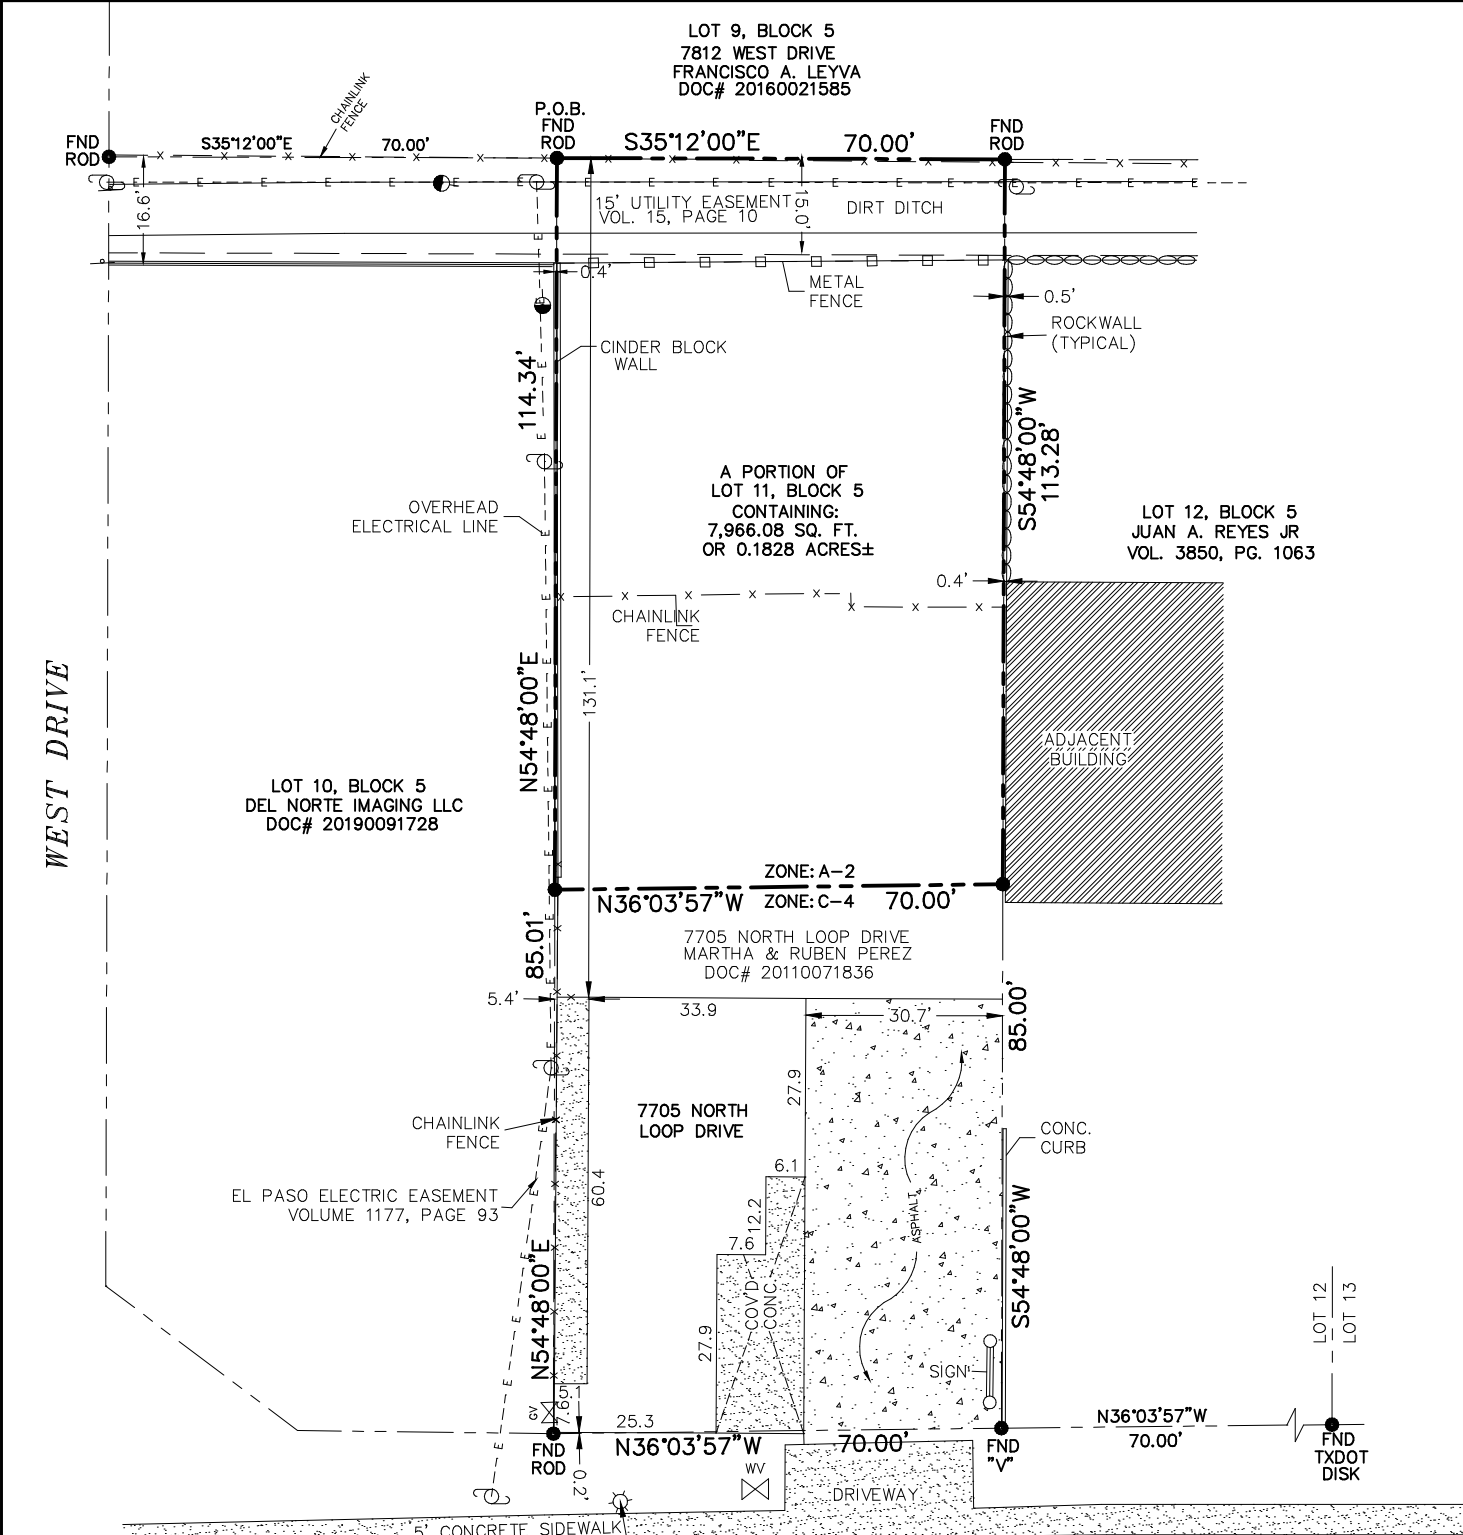 LOT 9, BLOCK 5
7812 WEST DRIVE
FRANCISCO A. LEYVA
DOC# 20160021585
CHAINLINK
FENCE
P.O.B.
FND
ROD
FND
ROD
FND
ROD
S35°12'00"E
70.00'
S35°12'00"E
70.00'
16.6'
15' UTILITY EASEMENT
VOL. 15, PAGE 10
15.0'
DIRT DITCH
0.4'
METAL
FENCE
0.5'
ROCKWALL
(TYPICAL)
CINDER BLOCK
WALL
114.34'
S54°48'00"W
113.28'
A PORTION OF
LOT 11, BLOCK 5
CONTAINING:
7,966.08 SQ. FT.
OR 0.1828 ACRES±
OVERHEAD
ELECTRICAL LINE
LOT 12, BLOCK 5
JUAN A. REYES JR
VOL. 3850, PG. 1063
0.4'
CHAINLINK
FENCE
WEST DRIVE
N54°48'00"E
131.1'
ADJACENT
BUILDING
LOT 10, BLOCK 5
DEL NORTE IMAGING LLC
DOC# 20190091728
ZONE: A-2
N36°03'57"W
ZONE: C-4
70.00'
85.01'
7705 NORTH LOOP DRIVE
MARTHA & RUBEN PEREZ
DOC# 20110071836
5.4'
33.9
30.7'
85.00'
27.9
7705 NORTH
LOOP DRIVE
CHAINLINK
FENCE
CONC.
CURB
6.1
60.4
EL PASO ELECTRIC EASEMENT
VOLUME 1177, PAGE 93
12.2
7.6
ASPHALT
N54°48'00"E
COV'D
CONC.
S54°48'00"W
27.9
LOT 12
LOT 13
SIGN
5.1
7.6
GV
25.3
N36°03'57"W
70.00'
N36°03'57"W
70.00'
FND
ROD
FND
"V"
FND
TXDOT
DISK
0.2'
WV
DRIVEWAY
5' CONCRETE SIDEWALK
E
X